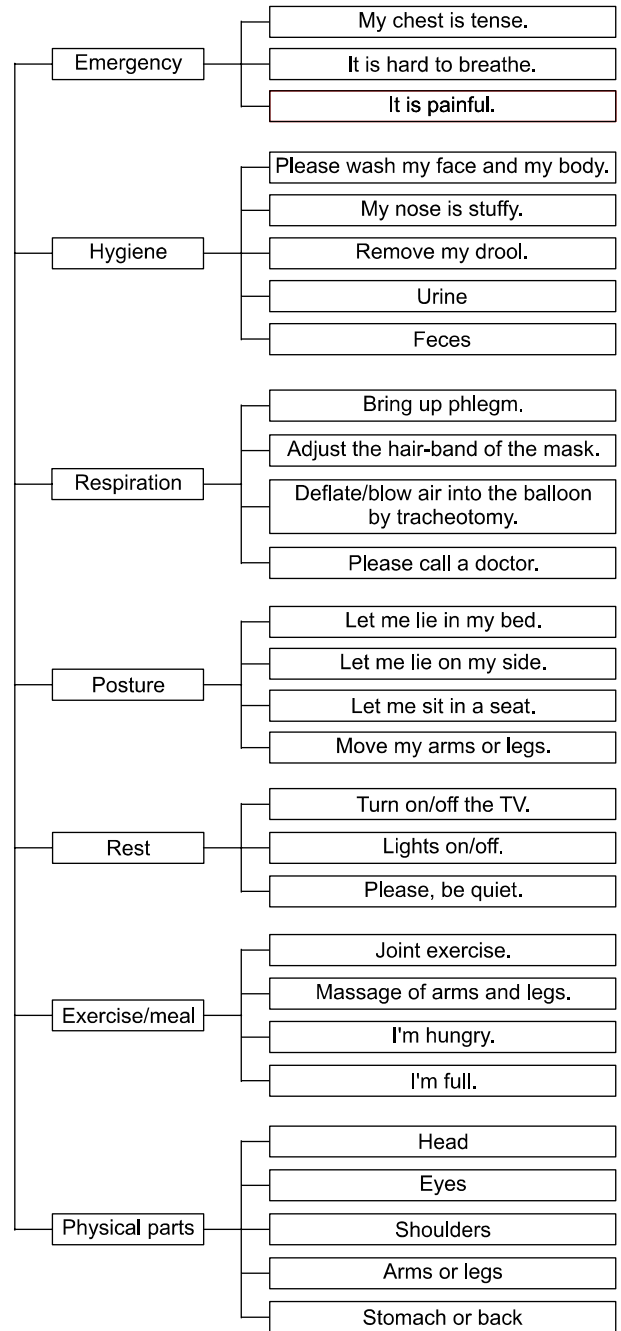 Emergency
My chest is tense.
It is hard to breathe.
It is painful.
Hygiene
Please wash my face and my body.
My nose is stuffy.
Remove my drool.
Urine
Feces
Respiration
Bring up phlegm.
Adjust the hair-band of the mask.
Deflate/blow air into the balloon
by tracheotomy.
Please call a doctor.
Posture
Let me lie in my bed.
Let me lie on my side.
Let me sit in a seat.
Move my arms or legs.
Rest
Turn on/off the TV.
Lights on/off.
Please, be quiet.
Exercise/meal
Joint exercise.
Massage of arms and legs.
I'm hungry.
I'm full.
Physical parts
Head
Eyes
Shoulders
Arms or legs
Stomach or back